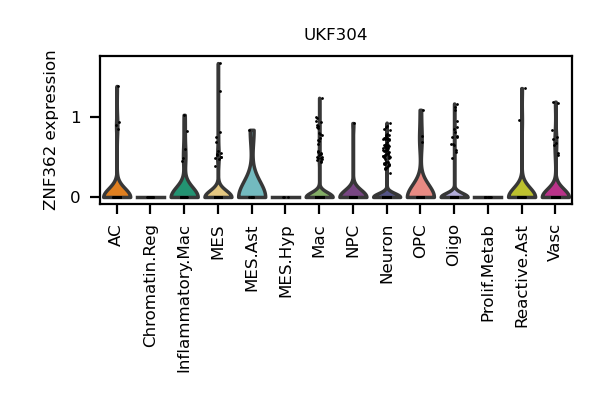 UKF304
ZNF362 expression
1
0
AC
Chromatin.Reg
Inflammatory.Mac
MES
MES.Ast
MES.Hyp
Mac
NPC
Neuron
OPC
Oligo
Prolif.Metab
Reactive.Ast
Vasc